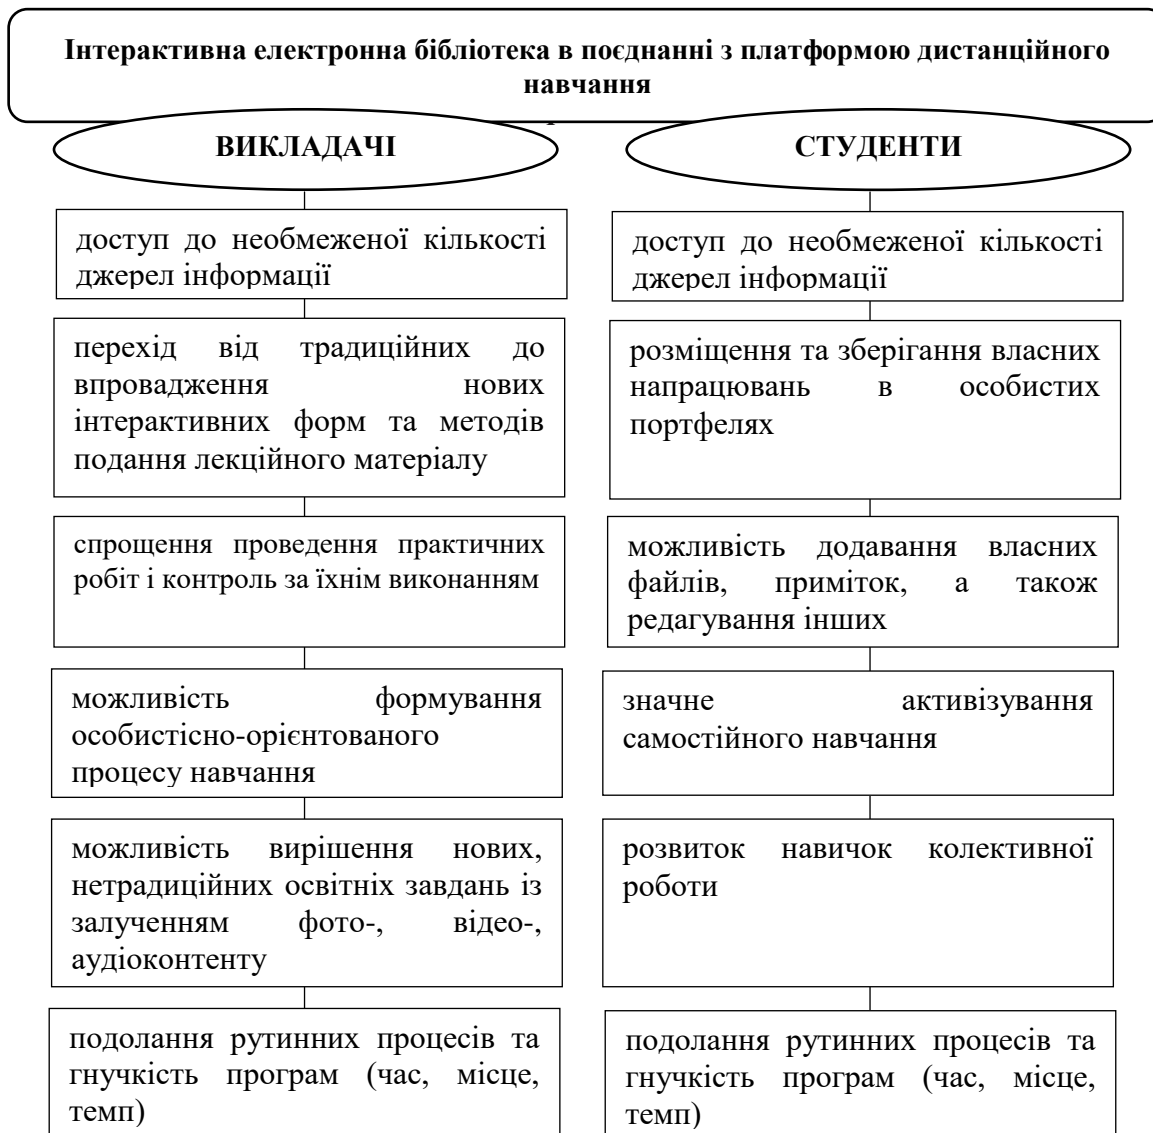 Інтерактивна електронна бібліотека в поєднанні з платформою дистанційного
навчання
ВИКЛАДАЧІ
доступ до необмеженої кількості
джерел інформації
перехід від традиційних до
впровадження нових
інтерактивних форм та методів
подання лекційного матеріалу
спрощення проведення практичних
робіт і контроль за їхнім виконанням
можливість формування
особистісно-орієнтованого
процесу навчання
можливість вирішення нових,
нетрадиційних освітніх завдань із
залученням фото-, відео-,
аудіоконтенту
подолання рутинних процесів та
гнучкість програм (час, місце,
темп)
СТУДЕНТИ
доступ до необмеженої кількості
джерел інформації
розміщення та зберігання власних
напрацювань в особистих
портфелях
можливість додавання власних
файлів, приміток, а також
редагування інших
значне активізування
самостійного навчання
розвиток навичок колективної
роботи
подолання рутинних процесів та
гнучкість програм (час, місце,
темп)